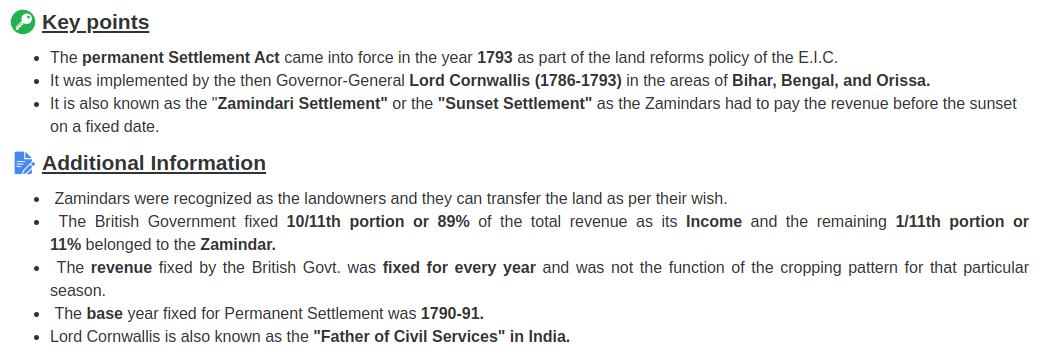 Key points
• The permanent Settlement Act came into force in the year 1793 as part of the land reforms policy of the E.I.C.
• It was implemented by the then Governor-General Lord Cornwallis (1786-1793) in the areas of Bihar, Bengal, and Orissa.
• It is also known as the "Zamindari Settlement" or the "Sunset Settlement" as the Zamindars had to pay the revenue before the sunset
on a fixed date.
Additional Information
• Zamindars were recognized as the landowners and they can transfer the land as per their wish.
• The British Government fixed 10/11th portion or 89% of the total revenue as its Income and the remaining 1/11th portion or
11% belonged to the Zamindar.
• The revenue fixed by the British Govt. was fixed for every year and was not the function of the cropping pattern for that particular
season.
• The base year fixed for Permanent Settlement was 1790-91.
• Lord Cornwallis is also known as the "Father of Civil Services" in India.